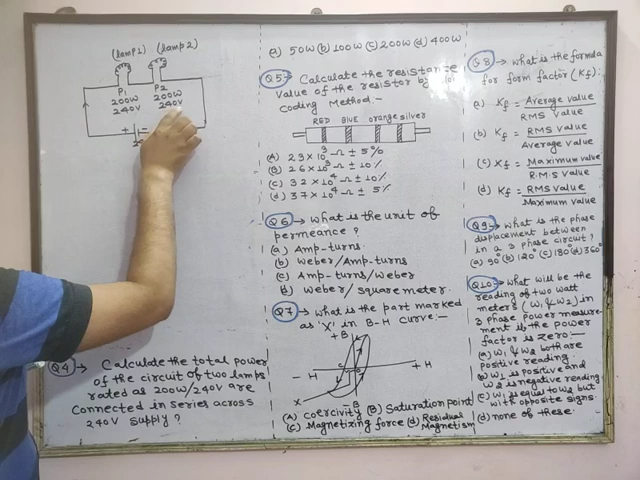 (lamp1) (lamp2)
P1 P2
200W 200W
240V 240V
+ -
Q4 → Calculate the total power
of the circuit of two lamps
rated as 200W/240V are
connected in series across
240V supply?
a) 50W (b) 100W (c) 200W (d) 400W
Q5 → Calculate the resistance
value of the resistor by
coding Method:-
RED BLUE orange silver
(A) 23×10³ Ω ± 5%
(B) 26×10³ Ω ± 10%
(C) 32×10⁴ Ω ± 10%
(d) 37×10⁴ Ω ± 5%
Q6 → What is the unit of
permeance?
(a) Amp-turns.
(b) Weber/Amp-turns
(c) Amp-turns/Weber
(d) Weber/square meter.
Q7 → What is the part marked
as 'X' in B-H curve:-
+B
-H +H
X -B
(A) coercivity (B) Saturation point
(c) Magnetizing force (d) Residual
Magnetism
Q8 → What is the formula
for form factor (Kf):
(a) Kf = Average value / RMS value
(b) Kf = RMS value / Average value
(c) Kf = Maximum value / RMS value
(d) Kf = RMS value / Maximum value
Q9 → What is the phase
displacement between
in a 3 phase circuit?
(a) 90° (b) 120° (c) 180° (d) 360°
Q10 → What will be the
reading of two watt
meters (W1 & W2) in
3 phase power measure-
ment is the power
factor is zero:-
(a) W1 & W2 both are
positive reading
(b) W1 is positive and
W2 is negative reading
(c) W1 is equal to W2 but
with opposite signs
(d) none of these